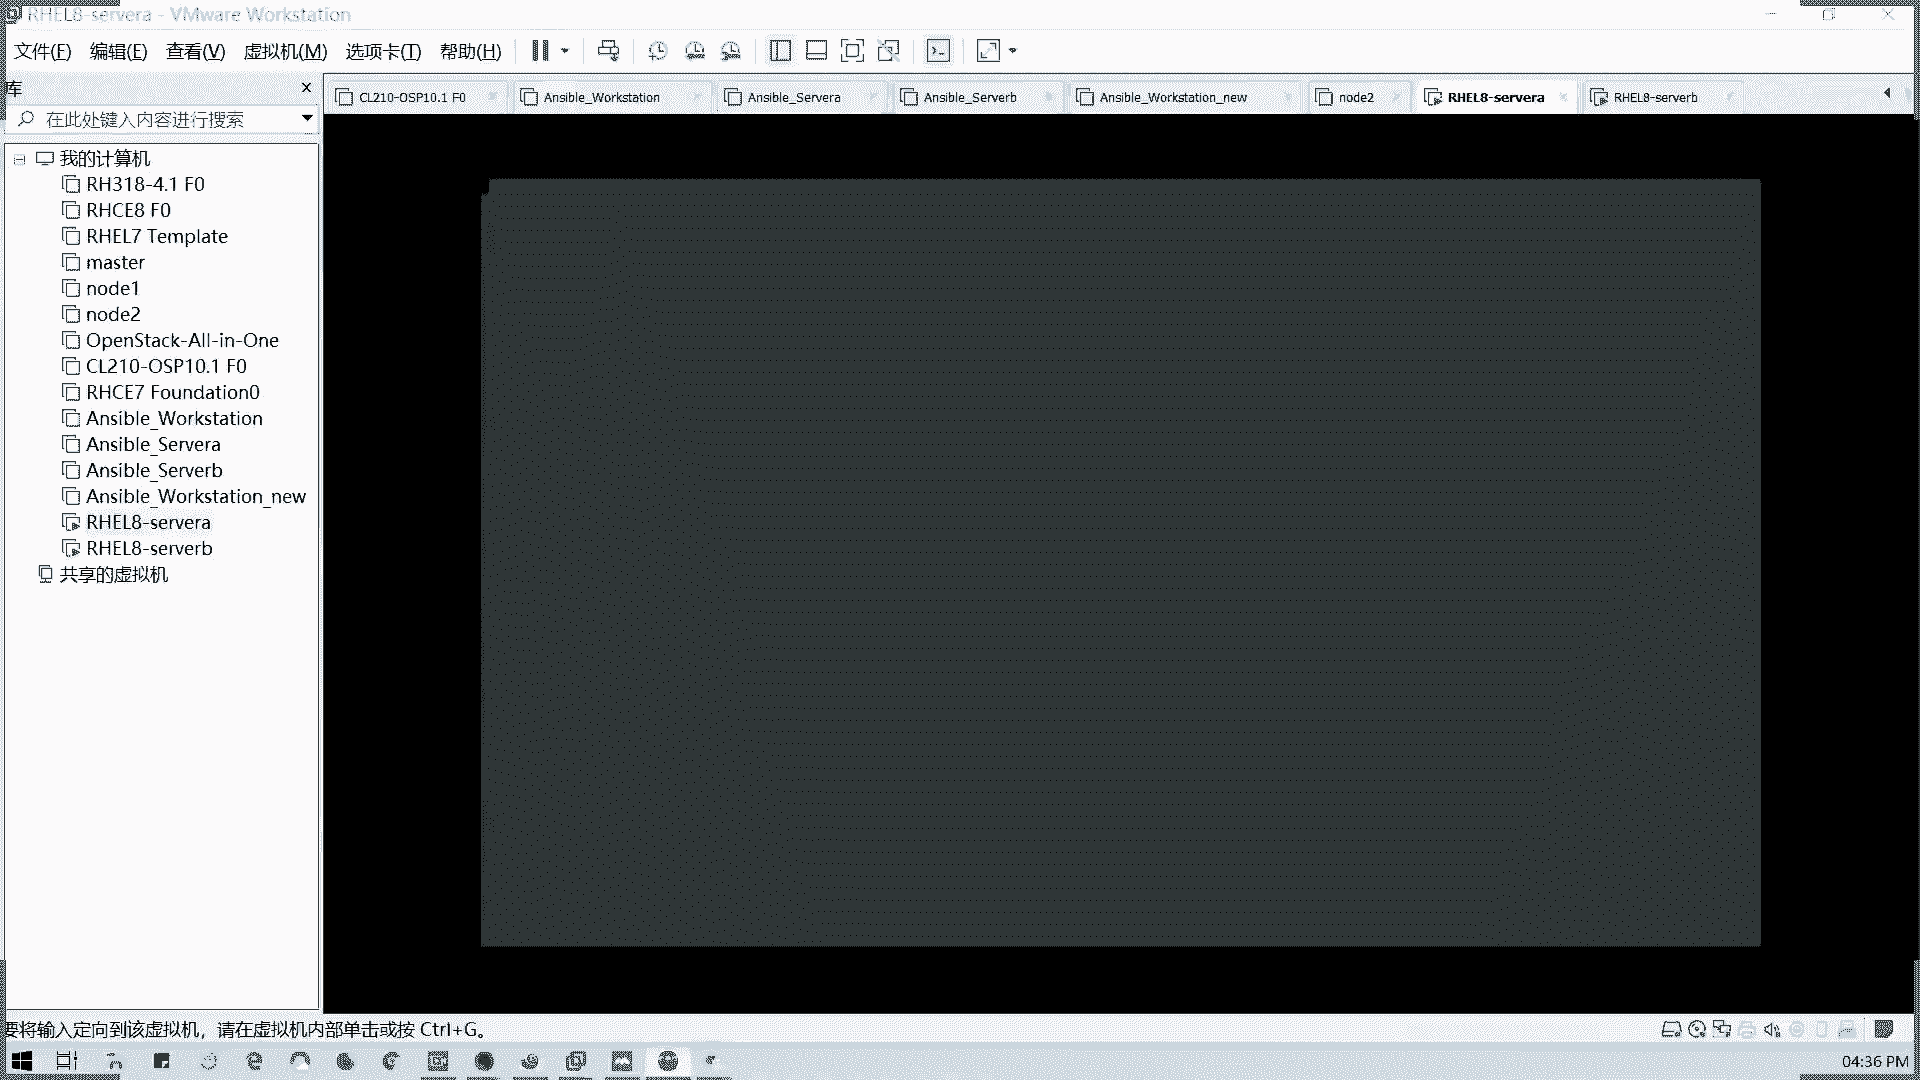 RHEL8-servera - VMware Workstation
文件(F) 编辑(E) 查看(V) 虚拟机(M) 选项卡(T) 帮助(H)
库
在此处键入内容进行搜索
CL210-OSP10.1 F0 Ansible_Workstation Ansible_Servera Ansible_Serverb Ansible_Workstation_new node2 RHEL8-servera RHEL8-serverb
我的计算机
RH318-4.1 F0
RHCE8 F0
RHEL7 Template
master
node1
node2
OpenStack-All-in-One
CL210-OSP10.1 F0
RHCE7 Foundation0
Ansible_Workstation
Ansible_Servera
Ansible_Serverb
Ansible_Workstation_new
RHEL8-servera
RHEL8-serverb
共享的虚拟机
要将输入定向到该虚拟机，请在虚拟机内部单击或按 Ctrl+G。
04:36 PM